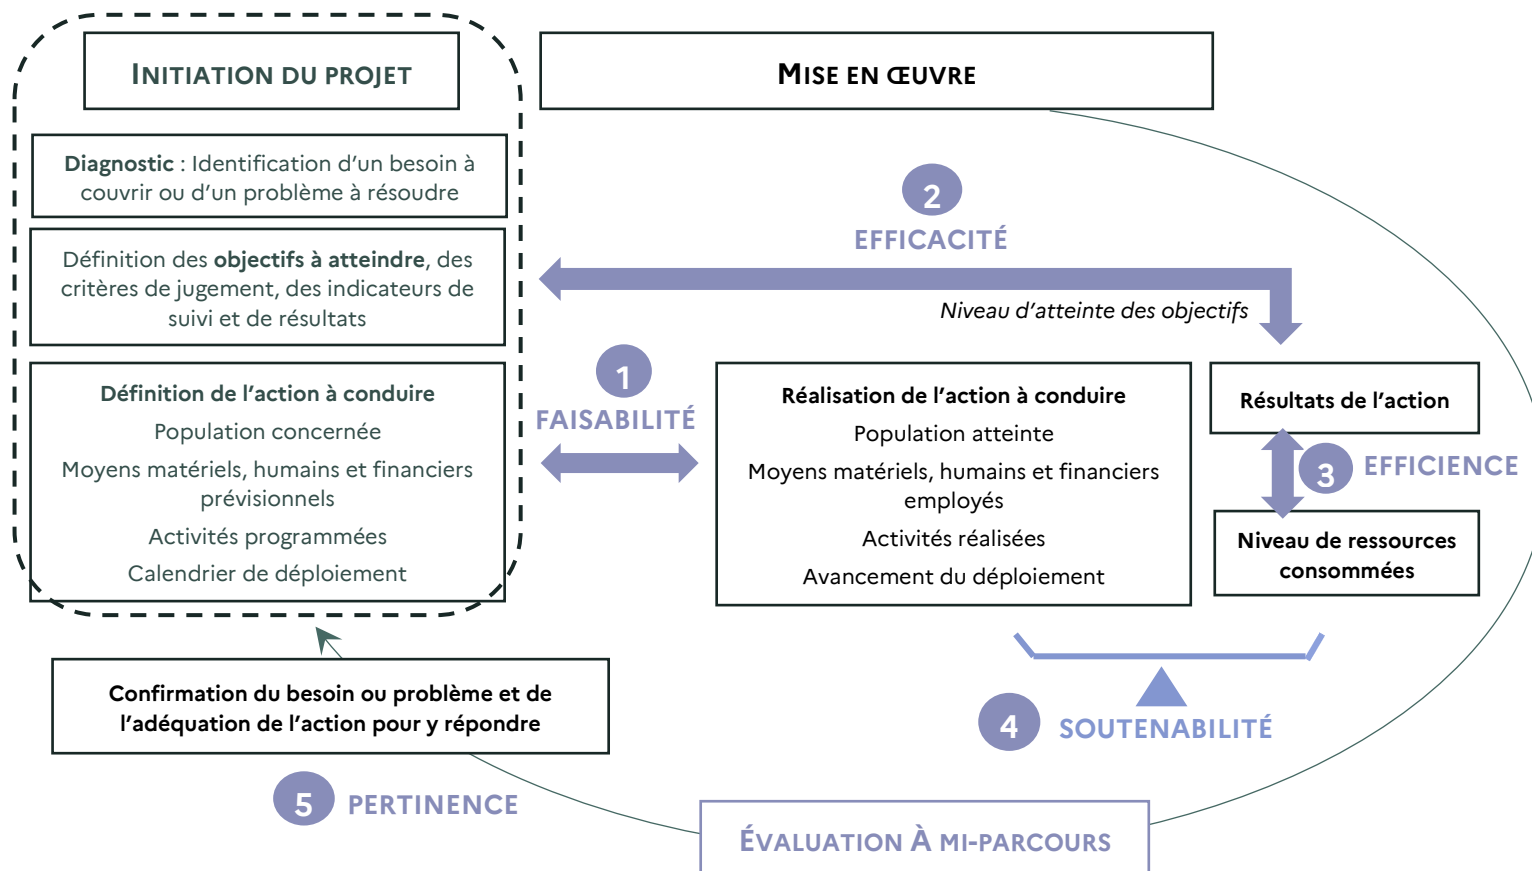 INITIATION DU PROJET
MISE EN ŒUVRE
Diagnostic : Identification d’un besoin à
couvrir ou d’un problème à résoudre
Définition des objectifs à atteindre, des
critères de jugement, des indicateurs de
suivi et de résultats
Définition de l’action à conduire
Population concernée
Moyens matériels, humains et financiers
prévisionnels
Activités programmées
Calendrier de déploiement
2
EFFICACITÉ
Niveau d’atteinte des objectifs
1
FAISABILITÉ
Réalisation de l’action à conduire
Population atteinte
Moyens matériels, humains et financiers
employés
Activités réalisées
Avancement du déploiement
Résultats de l’action
3
EFFICIENCE
Niveau de ressources
consommées
4
SOUTENABILITÉ
Confirmation du besoin ou problème et de
l’adéquation de l’action pour y répondre
5
PERTINENCE
ÉVALUATION À MI-PARCOURS